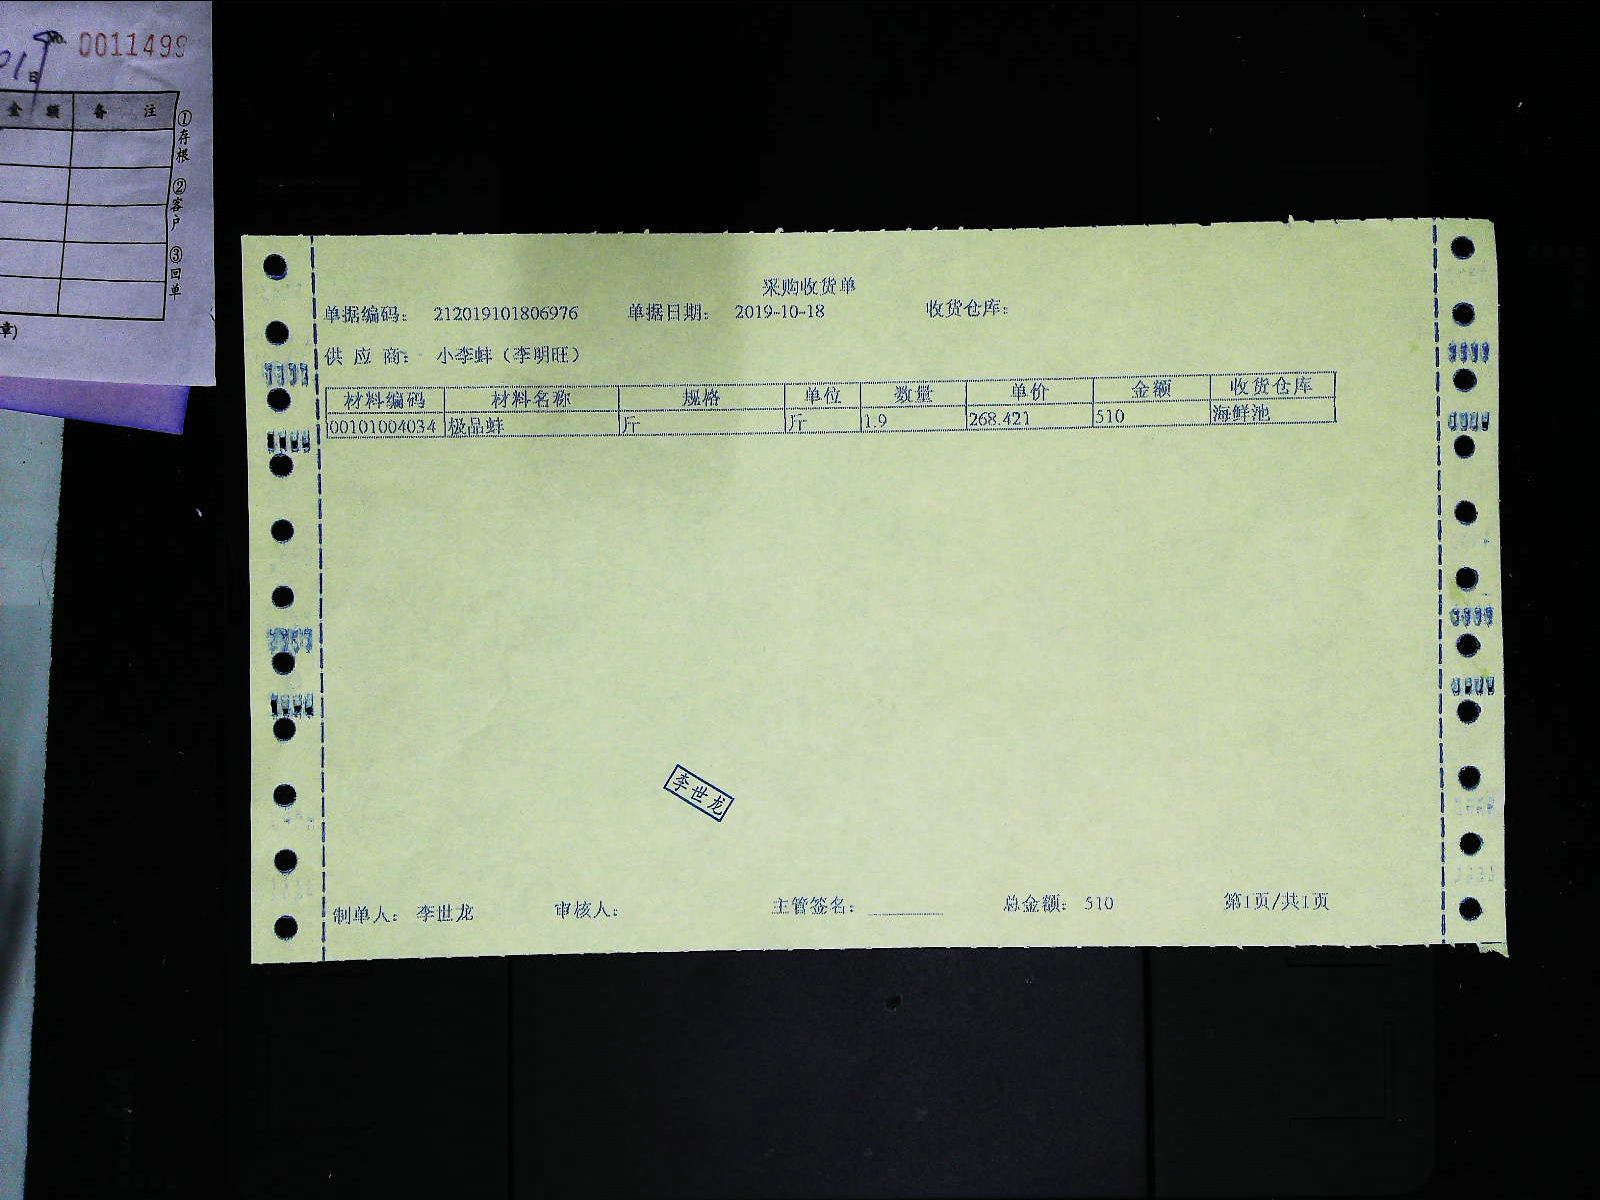 № 0011499
2019
日
金 额 备 注
①存根 ②客户 ③回单
章)
采购收货单
单据编码: 212019101806976 单据日期: 2019-10-18 收货仓库:
供 应 商: 小李蚌（李明旺）
材料编码 材料名称 规格 单位 数量 单价 金额 收货仓库
00101004034 极品蚌 斤 斤 1.9 268.421 510 海鲜池
李世龙
制单人: 李世龙 审核人: 主管签名: 总金额: 510 第1页/共1页